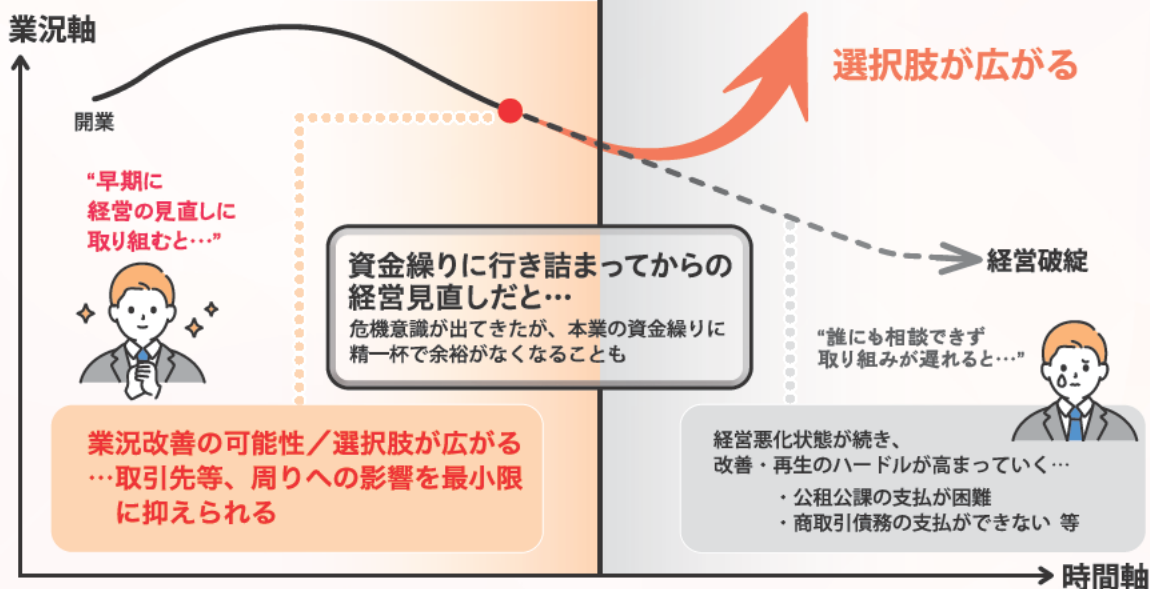 業況軸
選択肢が広がる
開業
“早期に
経営の見直しに
取り組むと…”
資金繰りに行き詰まってからの
経営見直しだと…
危機意識が出てきたが、本業の資金繰りに
精一杯で余裕がなくなることも
経営破綻
“誰にも相談できず
取り組みが遅れると…”
業況改善の可能性／選択肢が広がる
…取引先等、周りへの影響を最小限
に抑えられる
経営悪化状態が続き、
改善・再生のハードルが高まっていく…
・公租公課の支払が困難
・商取引債務の支払ができない 等
時間軸